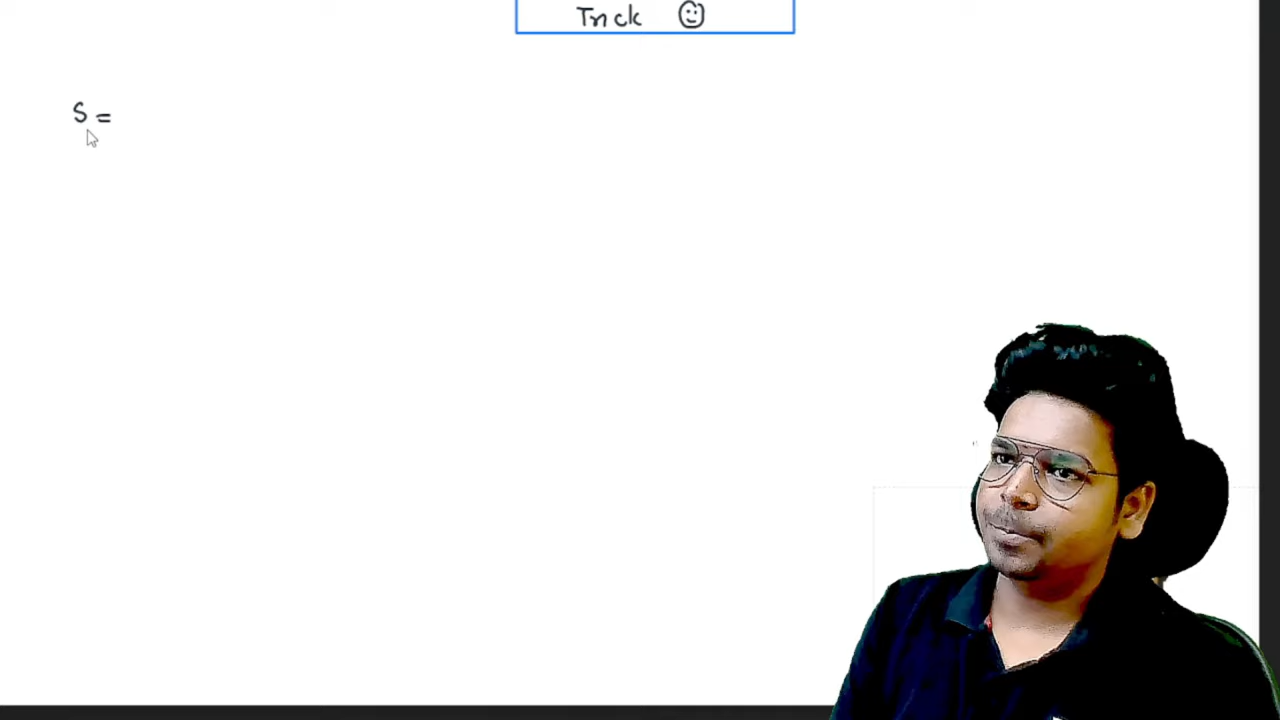 Trick ☺
S =